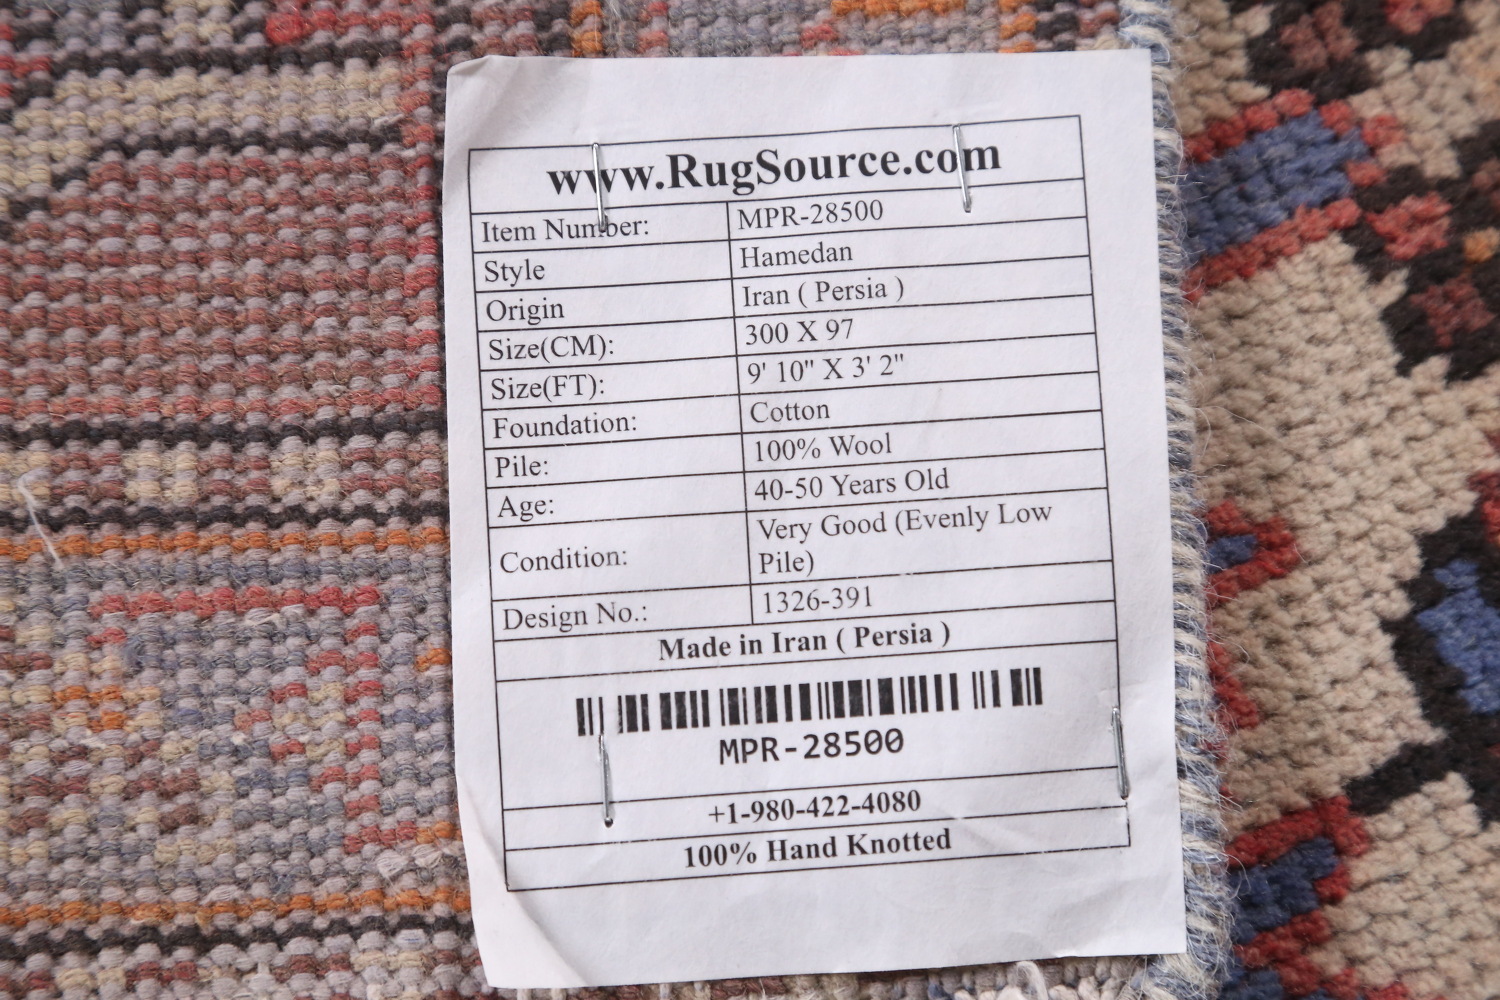 www.RugSource.com
Item Number: MPR-28500
Style Hamedan
Origin Iran ( Persia )
Size(CM): 300 X 97
Size(FT): 9' 10" X 3' 2"
Foundation: Cotton
Pile: 100% Wool
Age: 40-50 Years Old
Condition: Very Good (Evenly Low
Pile)
Design No.: 1326-391
Made in Iran ( Persia )
MPR-28500
+1-980-422-4080
100% Hand Knotted